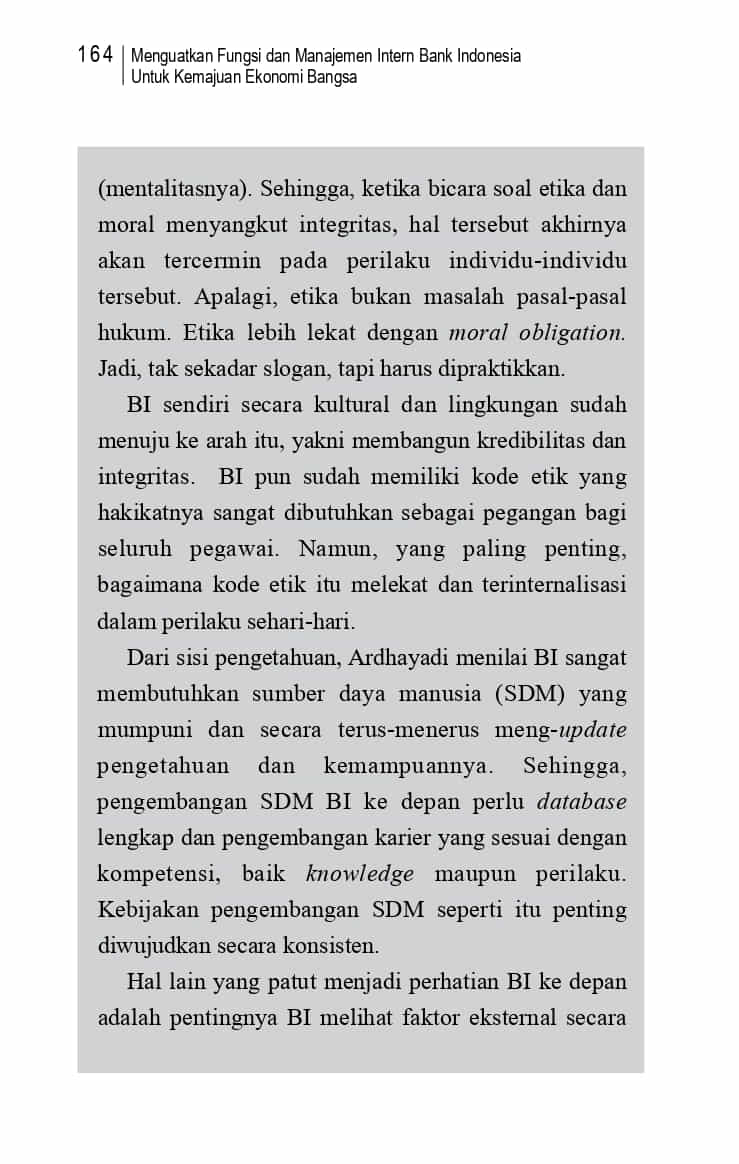 164 Menguatkan Fungsi dan Manajemen Intern Bank Indonesia
Untuk Kemajuan Ekonomi Bangsa
(mentalitasnya). Sehingga, ketika bicara soal etika dan
moral menyangkut integritas, hal tersebut akhirnya
akan tercermin pada perilaku individu-individu
tersebut. Apalagi, etika bukan masalah pasal-pasal
hukum. Etika lebih lekat dengan moral obligation.
Jadi, tak sekadar slogan, tapi harus dipraktikkan.
BI sendiri secara kultural dan lingkungan sudah
menuju ke arah itu, yakni membangun kredibilitas dan
integritas. BI pun sudah memiliki kode etik yang
hakikatnya sangat dibutuhkan sebagai pegangan bagi
seluruh pegawai. Namun, yang paling penting,
bagaimana kode etik itu melekat dan terinternalisasi
dalam perilaku sehari-hari.
Dari sisi pengetahuan, Ardhayadi menilai BI sangat
membutuhkan sumber daya manusia (SDM) yang
mumpuni dan secara terus-menerus meng-update
pengetahuan dan kemampuannya. Sehingga,
pengembangan SDM BI ke depan perlu database
lengkap dan pengembangan karier yang sesuai dengan
kompetensi, baik knowledge maupun perilaku.
Kebijakan pengembangan SDM seperti itu penting
diwujudkan secara konsisten.
Hal lain yang patut menjadi perhatian BI ke depan
adalah pentingnya BI melihat faktor eksternal secara